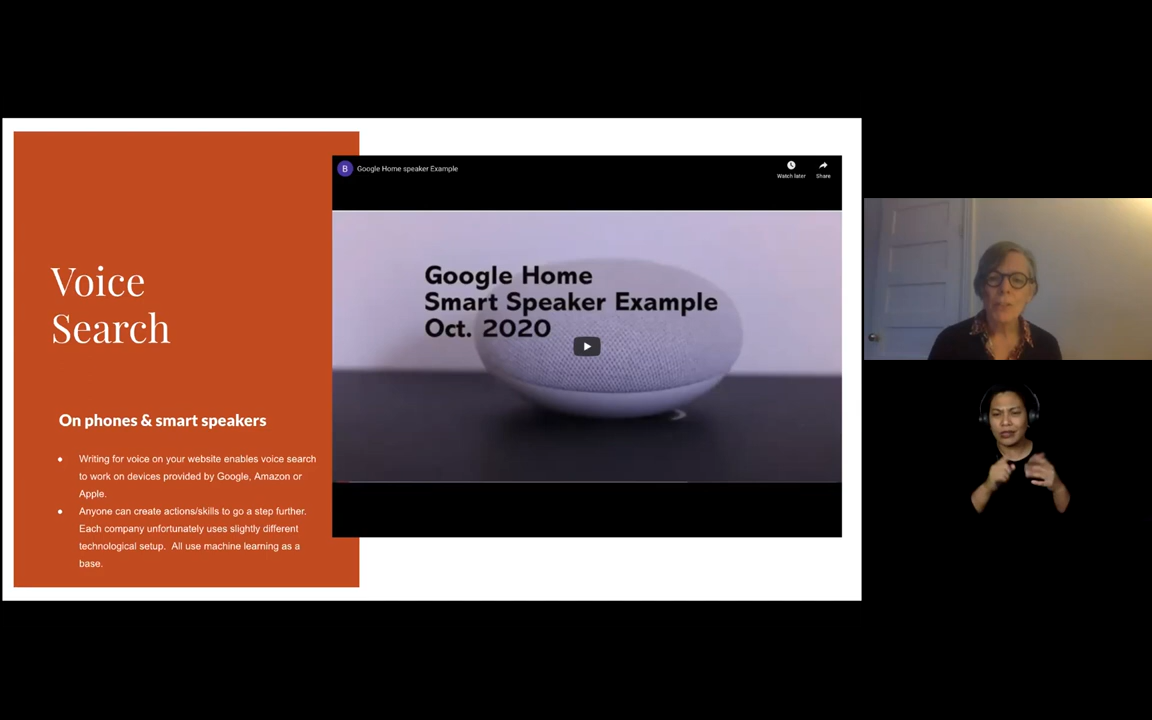 Voice
Search
On phones & smart speakers
● Writing for voice on your website enables voice search
to work on devices provided by Google, Amazon or
Apple.
● Anyone can create actions/skills to go a step further.
Each company unfortunately uses slightly different
technological setup.  All use machine learning as a
base.
B Google Home speaker Example
Watch later
Share
Google Home
Smart Speaker Example
Oct. 2020